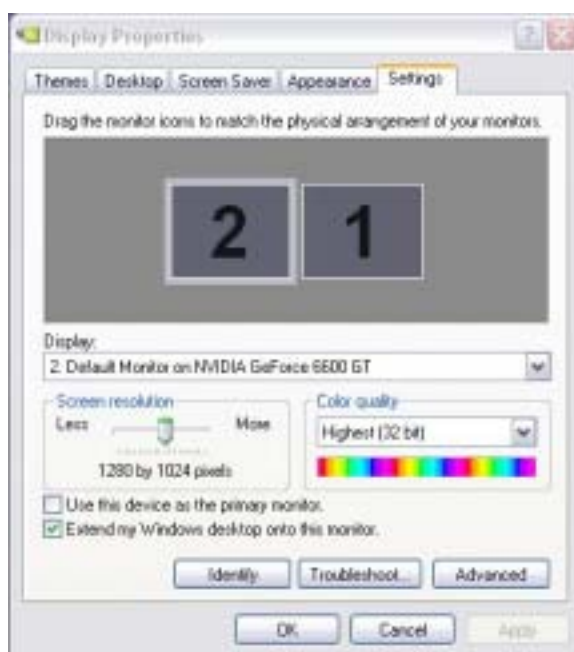 Display Properties
Themes Desktop Screen Saver Appearance Settings
Drag the monitor icons to match the physical arrangement of your monitors.
2 1
Display:
2. Default Monitor on NVIDIA GeForce 6600 GT
Screen resolution Color quality
Less More Highest (32 bit)
1280 by 1024 pixels
Use this device as the primary monitor.
Extend my Windows desktop onto this monitor.
Identify Troubleshoot... Advanced
OK Cancel Apply